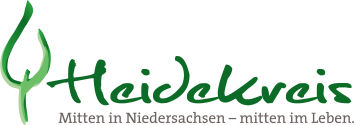 Heidekreis
Mitten in Niedersachsen – mitten im Leben.